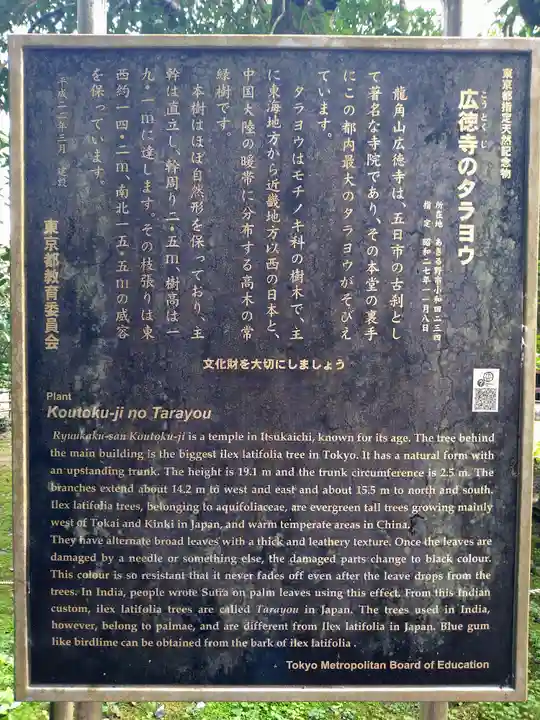 東京都指定天然記念物
こうとくじ
広徳寺のタラヨウ
所在地 あきる野市小和田二三四
指定 昭和二七年一一月八日
龍角山広徳寺は、五日市の古刹とし
て著名な寺院であり、その本堂の裏手
にこの都内最大のタラヨウがそびえ
ています。
タラヨウはモチノキ科の樹木で、主
に東海地方から近畿地方以西の日本と、
中国大陸の暖帯に分布する高木の常
緑樹です。
本樹はほぼ自然形を保っており、主
幹は直立し、幹周り二・五m、樹高は一
九・一mに達します。その枝張りは東
西約一四・二m、南北一五・五mの威容
を保っています。
平成二二年三月 建設
東京都教育委員会
文化財を大切にしましょう
Plant
Koutoku-ji no Tarayou
Ryuukaku-san Koutoku-ji is a temple in Itsukaichi, known for its age. The tree behind
the main building is the biggest ilex latifolia tree in Tokyo. It has a natural form with
an upstanding trunk. The height is 19.1 m and the trunk circumference is 2.5 m. The
branches extend about 14.2 m to west and east and about 15.5 m to north and south.
Ilex latifolia trees, belonging to aquifoliaceae, are evergreen tall trees growing mainly
west of Tokai and Kinki in Japan, and warm temperate areas in China.
They have alternate broad leaves with a thick and leathery texture. Once the leaves are
damaged by a needle or something else, the damaged parts change to black colour.
This colour is so resistant that it never fades off even after the leave drops from the
trees. In India, people wrote Sutra on palm leaves using this effect. From this Indian
custom, ilex latifolia trees are called Tarayou in Japan. The trees used in India,
however, belong to palmae, and are different from Ilex latifolia in Japan. Blue gum
like birdlime can be obtained from the bark of ilex latifolia .
Tokyo Metropolitan Board of Education